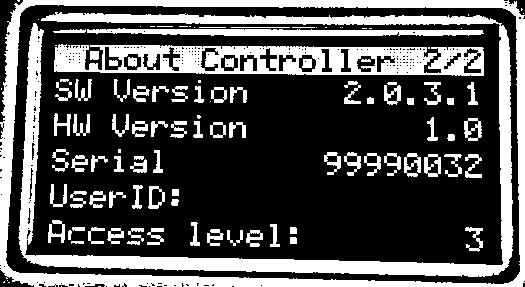 About Controller 2/2
SW Version 2.0.3.1
HW Version 1.0
Serial 99990032
UserID:
Access level: 3